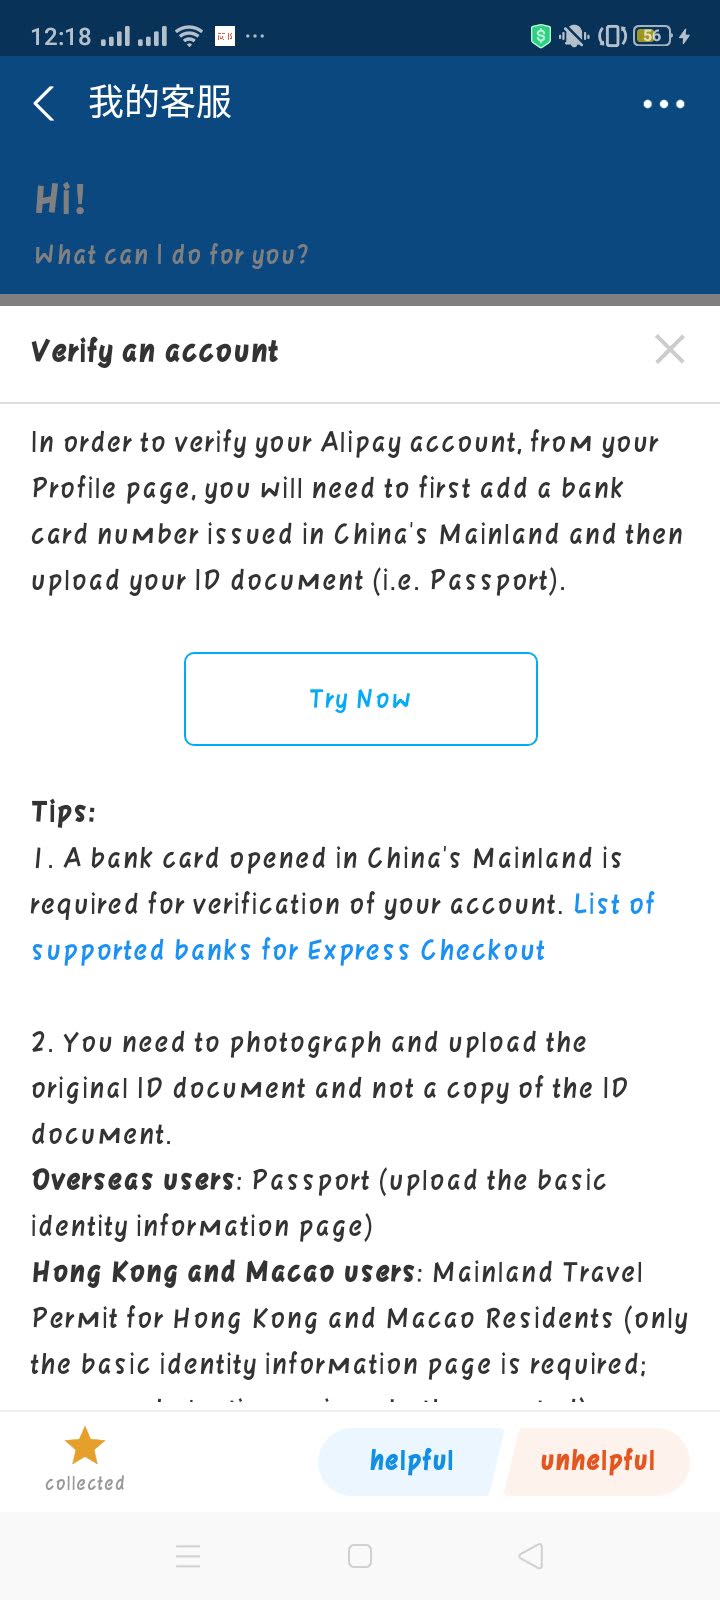 12:18
56
我的客服
Hi!
What can I do for you?
Verify an account
In order to verify your Alipay account, from your
Profile page, you will need to first add a bank
card number issued in China's Mainland and then
upload your ID document (i.e. Passport).
Try Now
Tips:
1. A bank card opened in China's Mainland is
required for verification of your account. List of
supported banks for Express Checkout
2. You need to photograph and upload the
original ID document and not a copy of the ID
document.
Overseas users: Passport (upload the basic
identity information page)
Hong Kong and Macao users: Mainland Travel
Permit for Hong Kong and Macao Residents (only
the basic identity information page is required;
collected
helpful
unhelpful